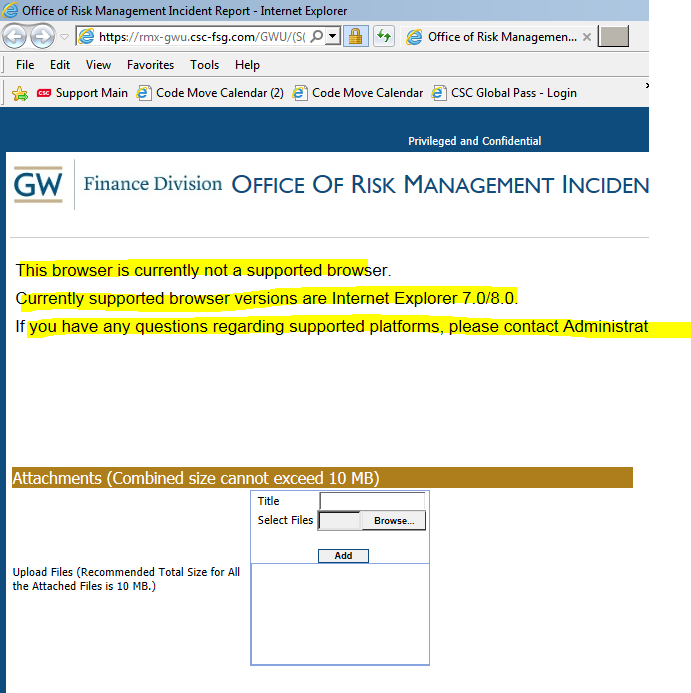 Office of Risk Management Incident Report - Internet Explorer
https://rmx-gwu.csc-fsg.com/GWU/(S(
Office of Risk Managemen...
File Edit View Favorites Tools Help
CSC Support Main Code Move Calendar (2) Code Move Calendar CSC Global Pass - Login
Privileged and Confidential
GW Finance Division OFFICE OF RISK MANAGEMENT INCIDEN
This browser is currently not a supported browser.
Currently supported browser versions are Internet Explorer 7.0/8.0.
If you have any questions regarding supported platforms, please contact Administrat
Attachments (Combined size cannot exceed 10 MB)
Title
Select Files Browse...
Add
Upload Files (Recommended Total Size for All
the Attached Files is 10 MB.)